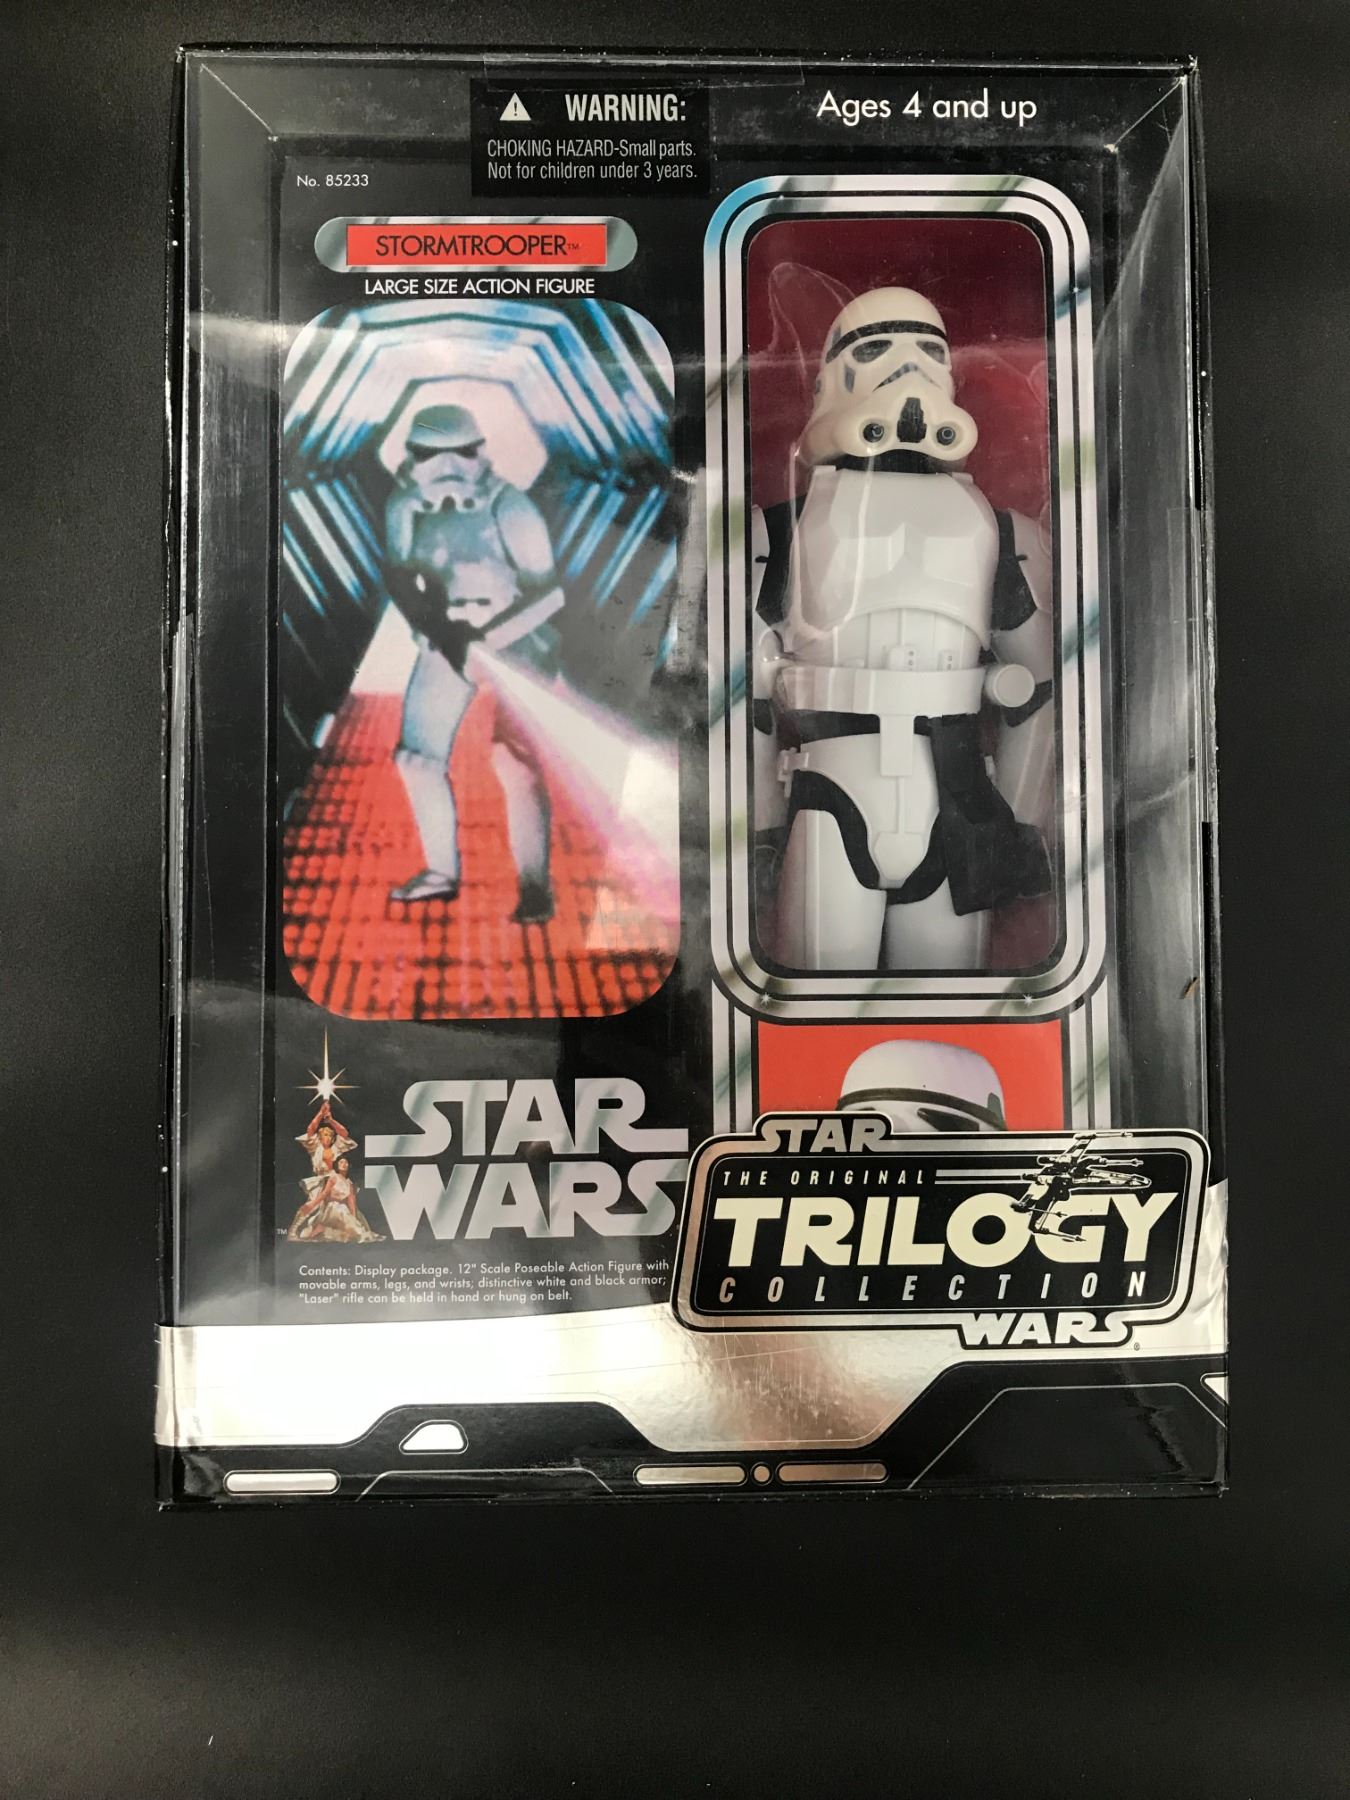 ⚠ WARNING:
CHOKING HAZARD-Small parts.
Not for children under 3 years.
Ages 4 and up
No. 85233
STORMTROOPER™
LARGE SIZE ACTION FIGURE
STAR
WARS
™
Contents: Display package. 12" Scale Poseable Action Figure with
movable arms, legs, and wrists; distinctive white and black armor;
"Laser" rifle can be held in hand or hung on belt.
STAR
THE ORIGINAL
TRILOGY
COLLECTION
WARS®